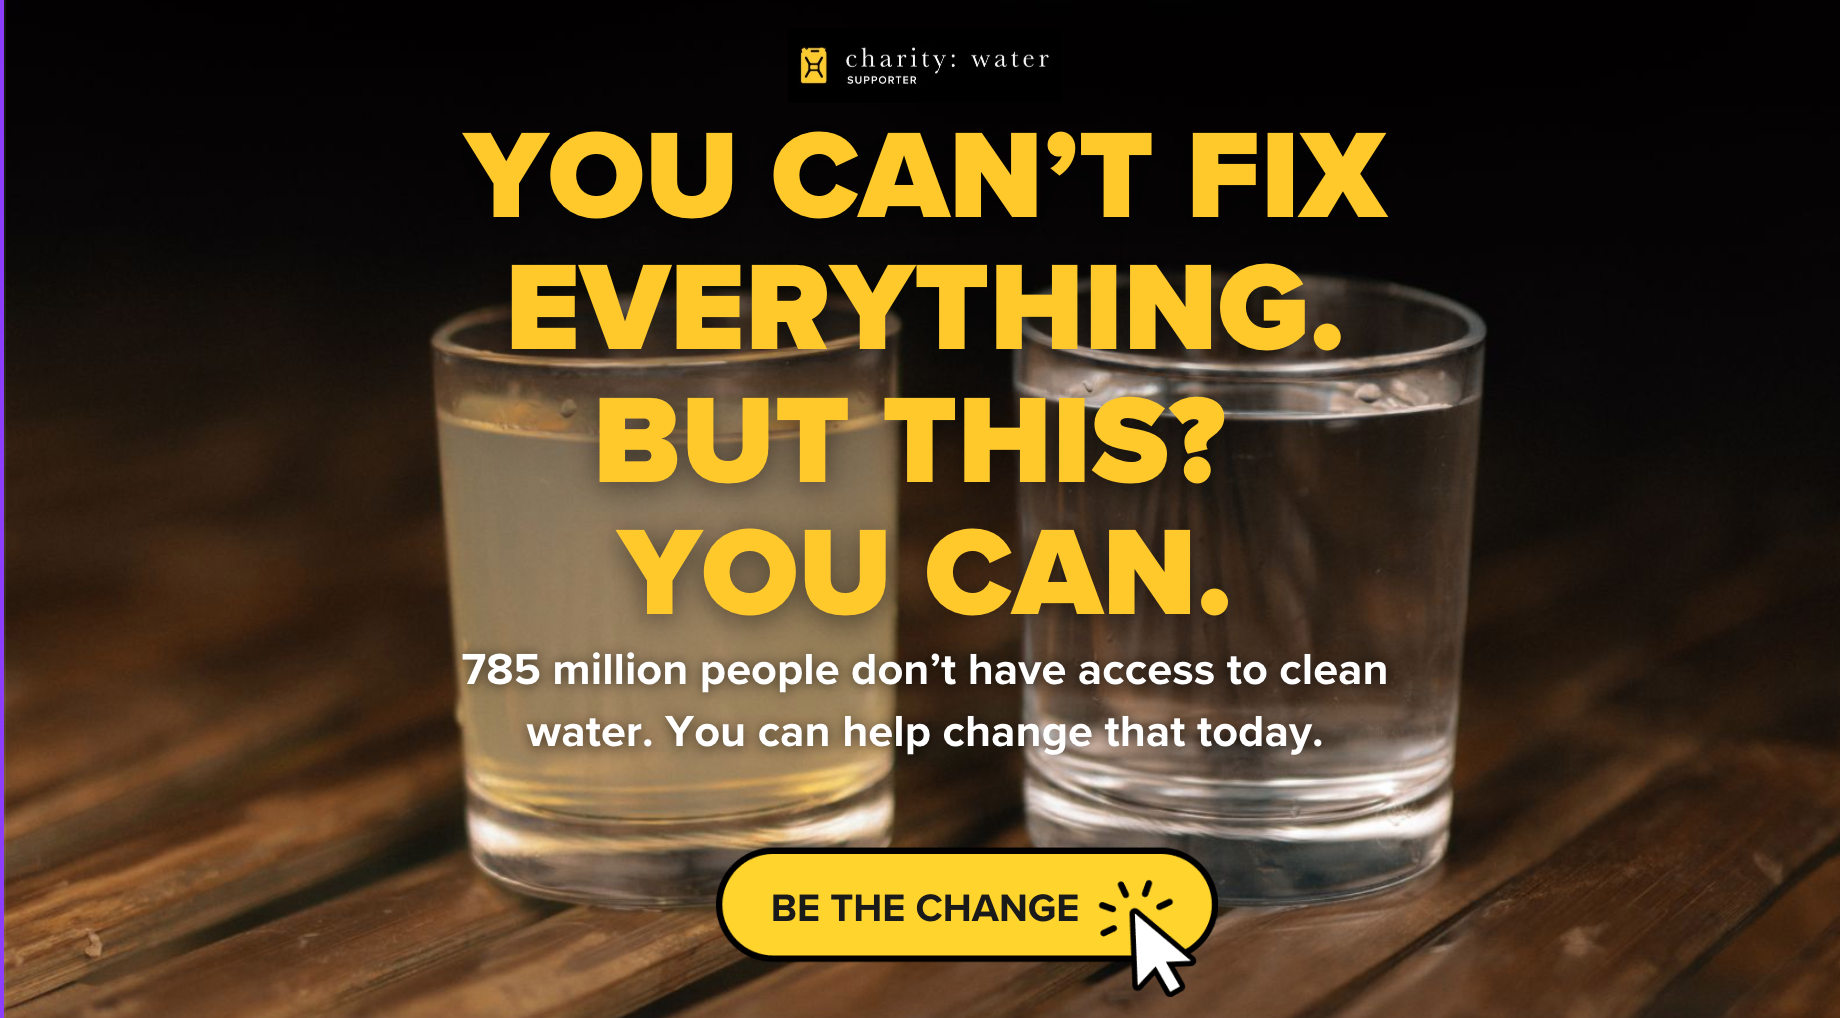 charity: water
SUPPORTER
YOU CAN’T FIX
EVERYTHING.
BUT THIS?
YOU CAN.
785 million people don’t have access to clean
water. You can help change that today.
BE THE CHANGE